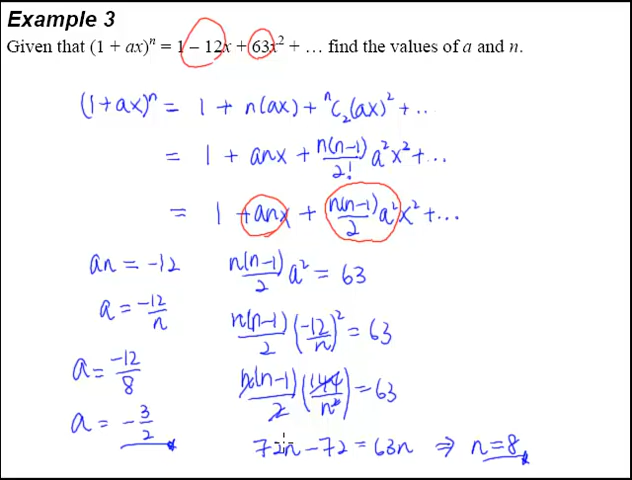 Example 3
Given that (1 + ax)ⁿ = 1 − 12x + 63x² + … find the values of a and n.
(1+ax)ⁿ = 1 + n(ax) + ⁿC₂(ax)² + ...
= 1 + anx + n(n-1)/2! a²x² + ...
= 1 + anx + n(n-1)/2 a²x² + ...
an = -12
n(n-1)/2 a² = 63
a = -12/n
n(n-1)/2 (-12/n)² = 63
a = -12/8
n(n-1)/2 (144/n²) = 63
a = -3/2
72n - 72 = 63n ⇒ n = 8